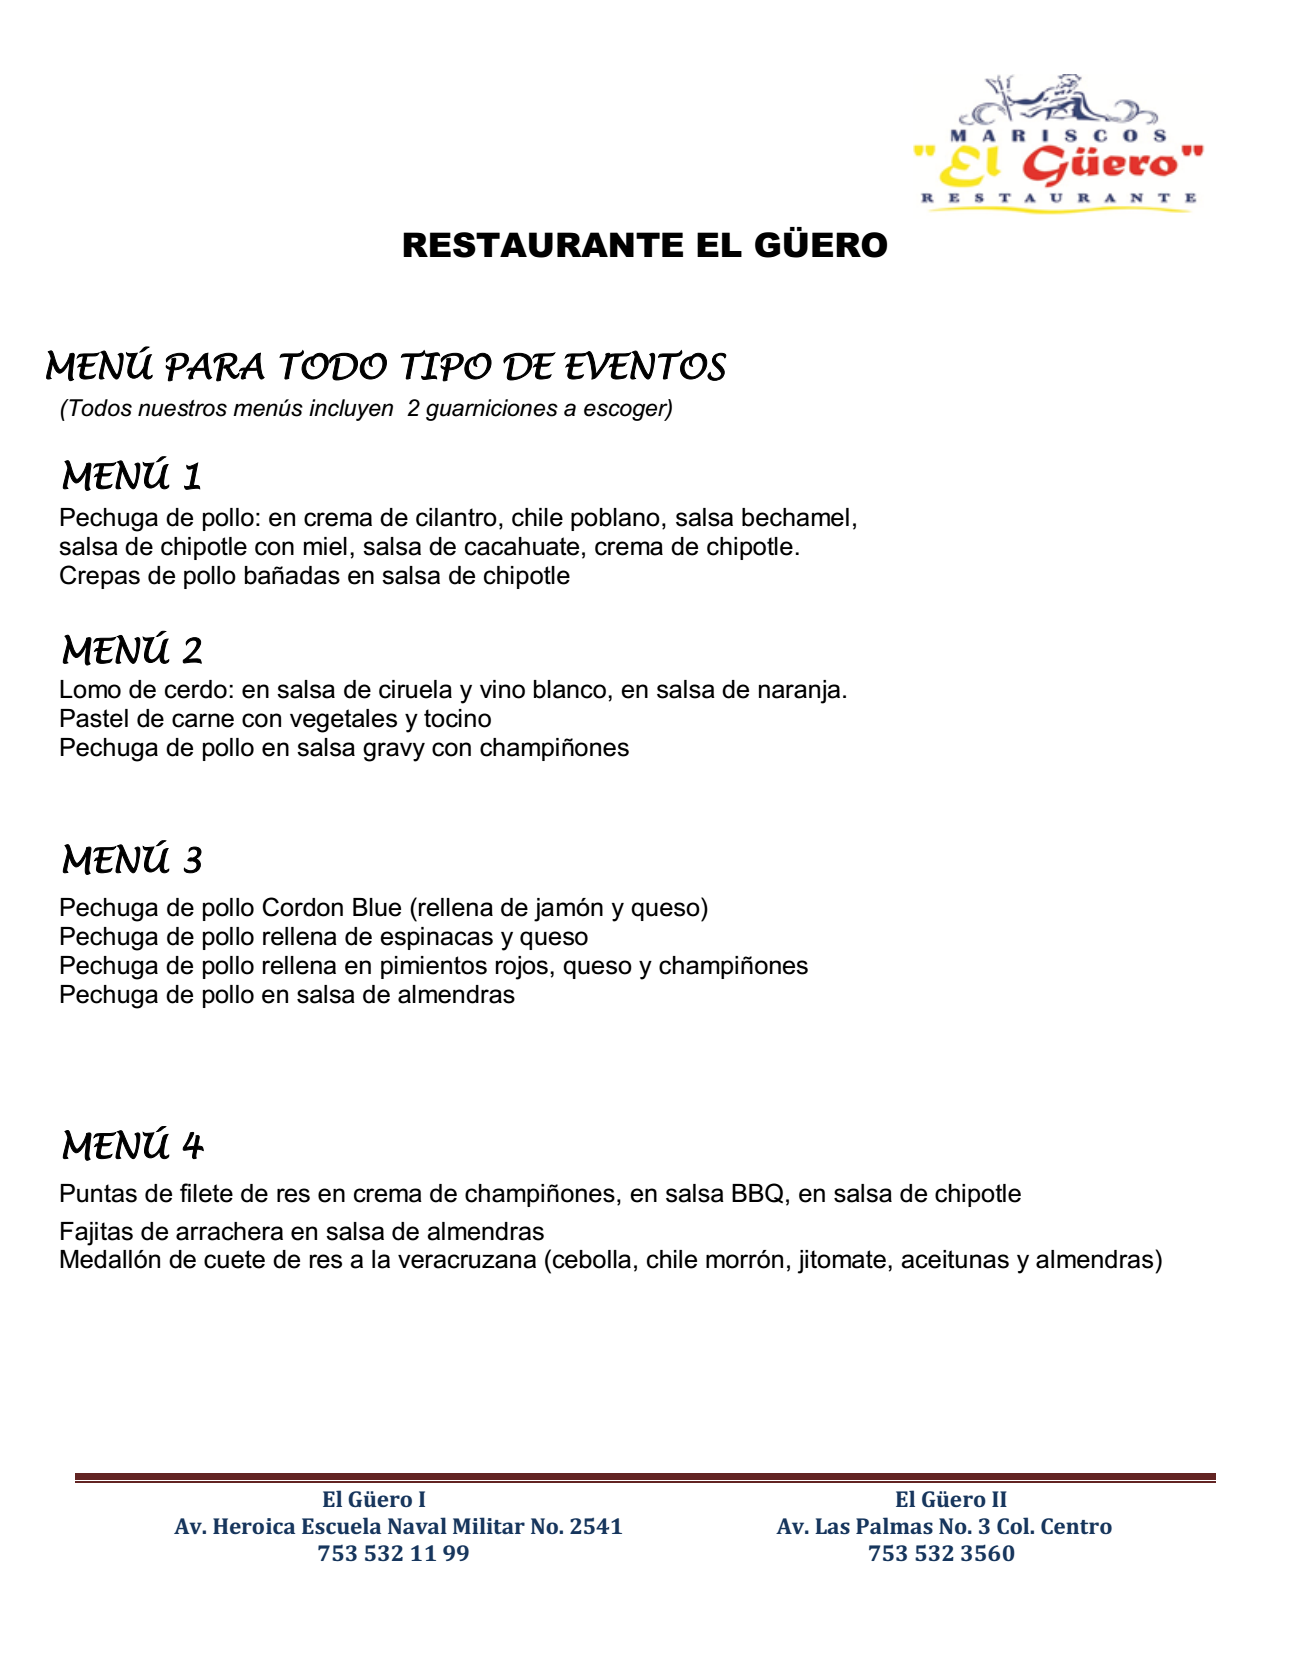 MARISCOS
"El Güero"
RESTAURANTE
RESTAURANTE EL GÜERO
MENÚ PARA TODO TIPO DE EVENTOS
(Todos nuestros menús incluyen  2 guarniciones a escoger)
MENÚ 1
Pechuga de pollo: en crema de cilantro, chile poblano, salsa bechamel,
salsa de chipotle con miel, salsa de cacahuate, crema de chipotle.
Crepas de pollo bañadas en salsa de chipotle
MENÚ 2
Lomo de cerdo: en salsa de ciruela y vino blanco, en salsa de naranja.
Pastel de carne con vegetales y tocino
Pechuga de pollo en salsa gravy con champiñones
MENÚ 3
Pechuga de pollo Cordon Blue (rellena de jamón y queso)
Pechuga de pollo rellena de espinacas y queso
Pechuga de pollo rellena en pimientos rojos, queso y champiñones
Pechuga de pollo en salsa de almendras
MENÚ 4
Puntas de filete de res en crema de champiñones, en salsa BBQ, en salsa de chipotle
Fajitas de arrachera en salsa de almendras
Medallón de cuete de res a la veracruzana (cebolla, chile morrón, jitomate, aceitunas y almendras)
El Güero I
Av. Heroica Escuela Naval Militar No. 2541
753 532 11 99
El Güero II
Av. Las Palmas No. 3 Col. Centro
753 532 3560